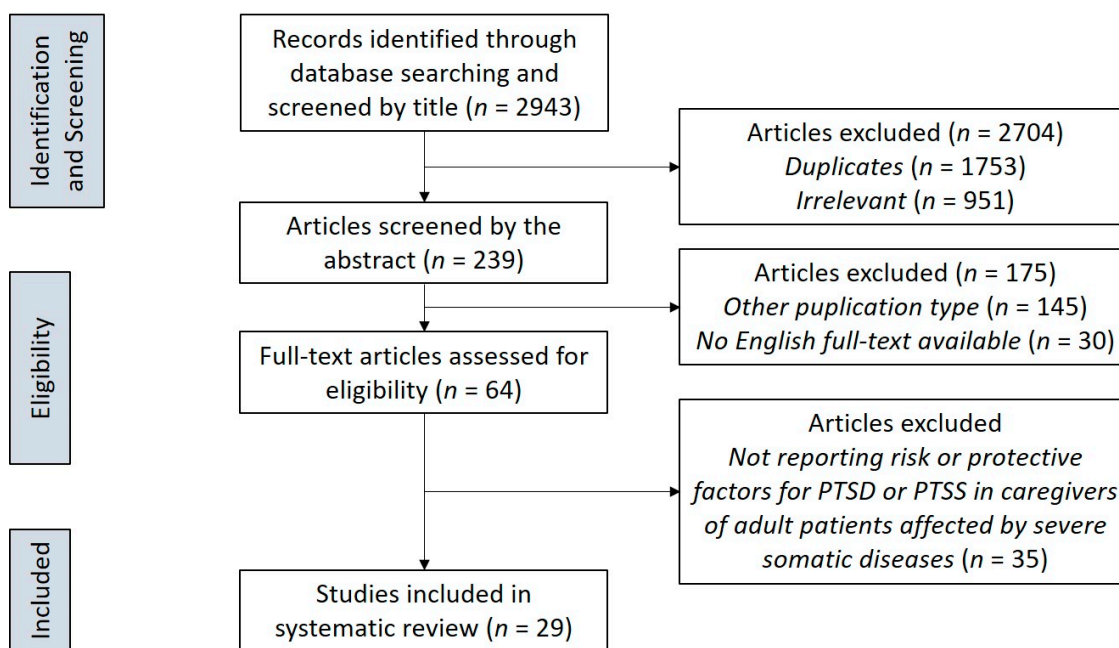 Identification
and Screening
Records identified through
database searching and
screened by title (n = 2943)
Articles excluded (n = 2704)
Duplicates (n = 1753)
Irrelevant (n = 951)
Articles screened by the
abstract (n = 239)
Eligibility
Articles excluded (n = 175)
Other puplication type (n = 145)
No English full-text available (n = 30)
Full-text articles assessed for
eligibility (n = 64)
Articles excluded
Not reporting risk or protective
factors for PTSD or PTSS in caregivers
of adult patients affected by severe
somatic diseases (n = 35)
Included
Studies included in
systematic review (n = 29)